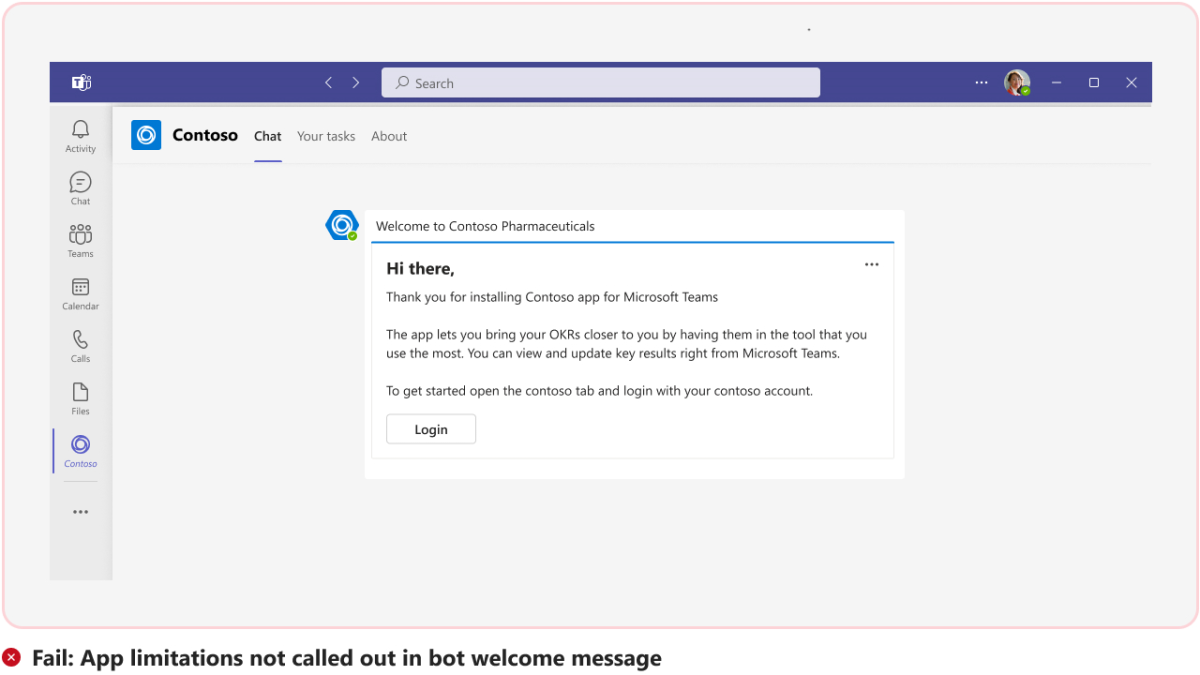 Search
Activity
Chat
Teams
Calendar
Calls
Files
Contoso
Contoso Chat Your tasks About
Welcome to Contoso Pharmaceuticals
Hi there,
Thank you for installing Contoso app for Microsoft Teams
The app lets you bring your OKRs closer to you by having them in the tool that you
use the most. You can view and update key results right from Microsoft Teams.
To get started open the contoso tab and login with your contoso account.
Login
Fail: App limitations not called out in bot welcome message